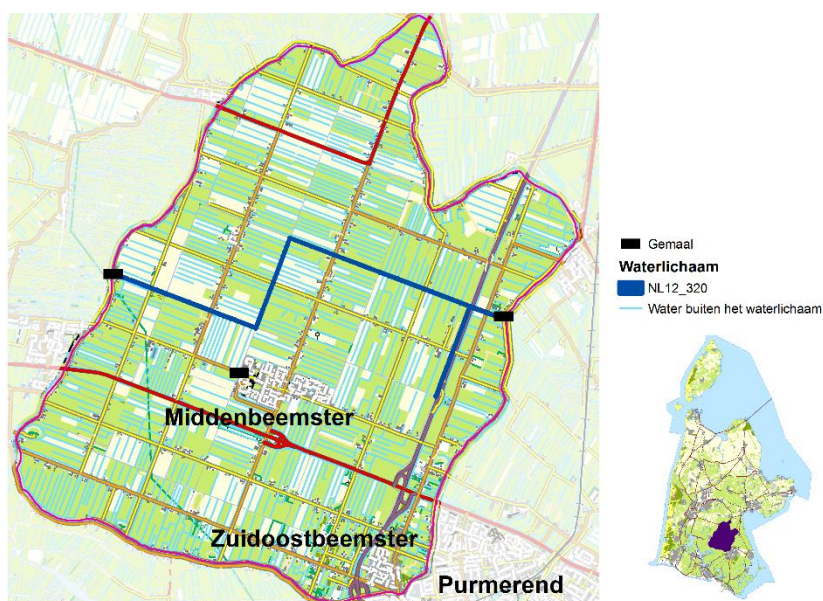 Middenbeemster
Zuidoostbeemster
Purmerend
Gemaal
Waterlichaam
NL12_320
Water buiten het waterlichaam